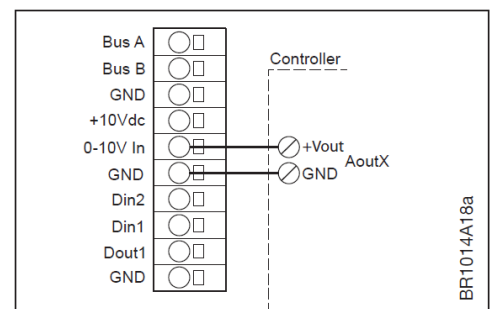 Bus A
Bus B
GND
+10Vdc
0-10V In
GND
Din2
Din1
Dout1
GND
Controller
+Vout
AoutX
GND
BR1014A18a